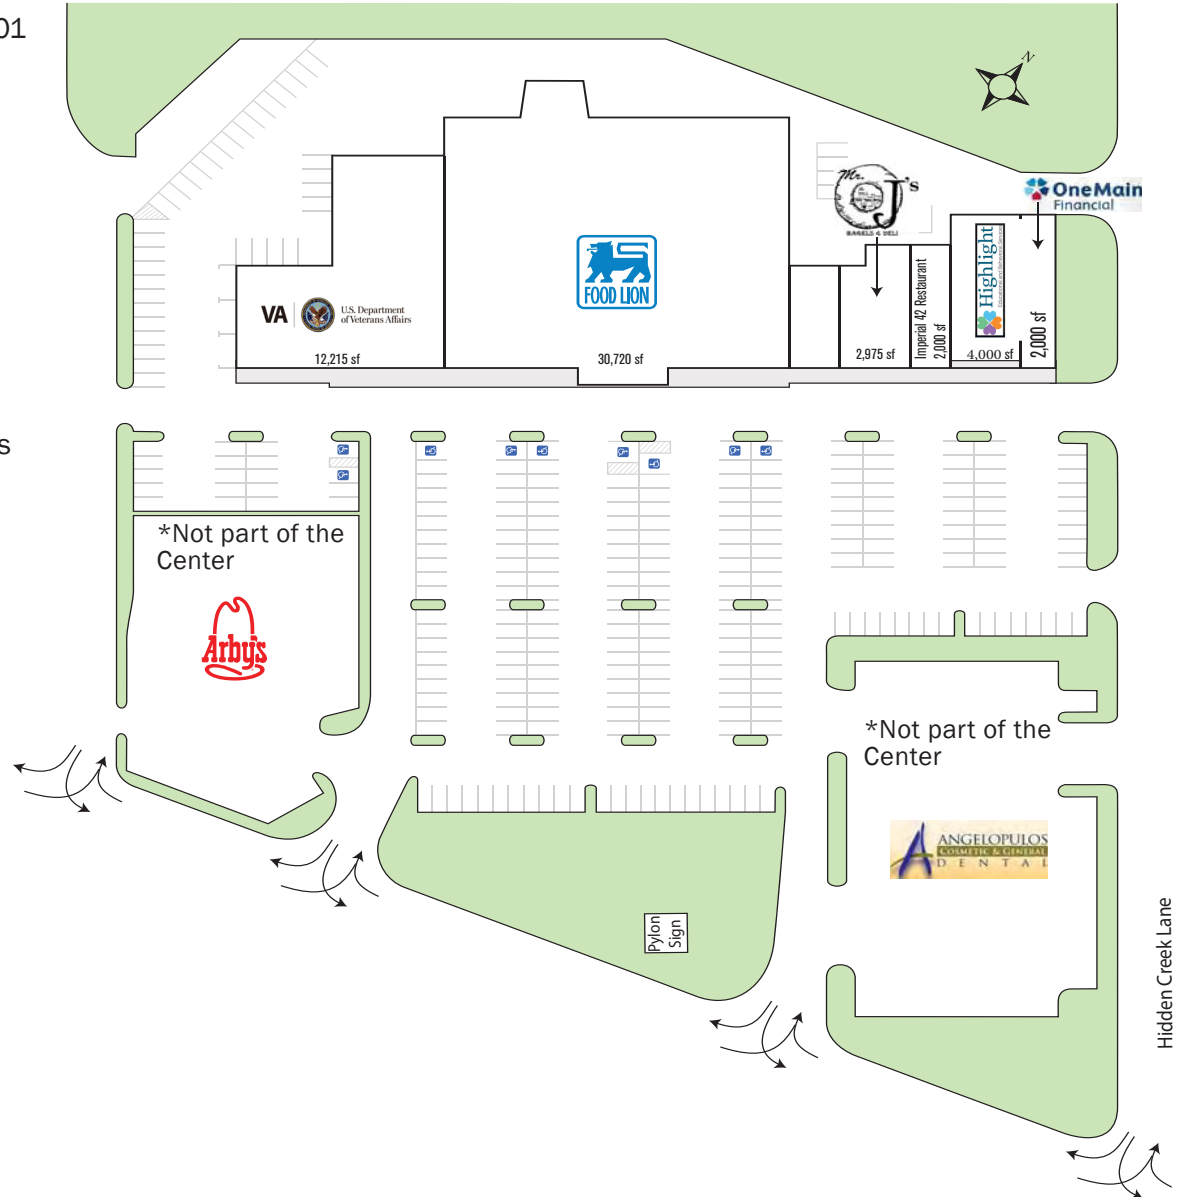 01
N
Mr.
J's
BAGELS & DELI
OneMain
Financial
VA
U.S. Department
of Veterans Affairs
12,215 sf
FOOD LION
30,720 sf
2,975 sf
Imperial 42 Restaurant
2,000 sf
Highlight
4,000 sf
2,000 sf
s
*Not part of the
Center
Arby's
*Not part of the
Center
ANGELOPULOS
COSMETIC & GENERAL
DENTAL
Pylon
Sign
Hidden Creek Lane